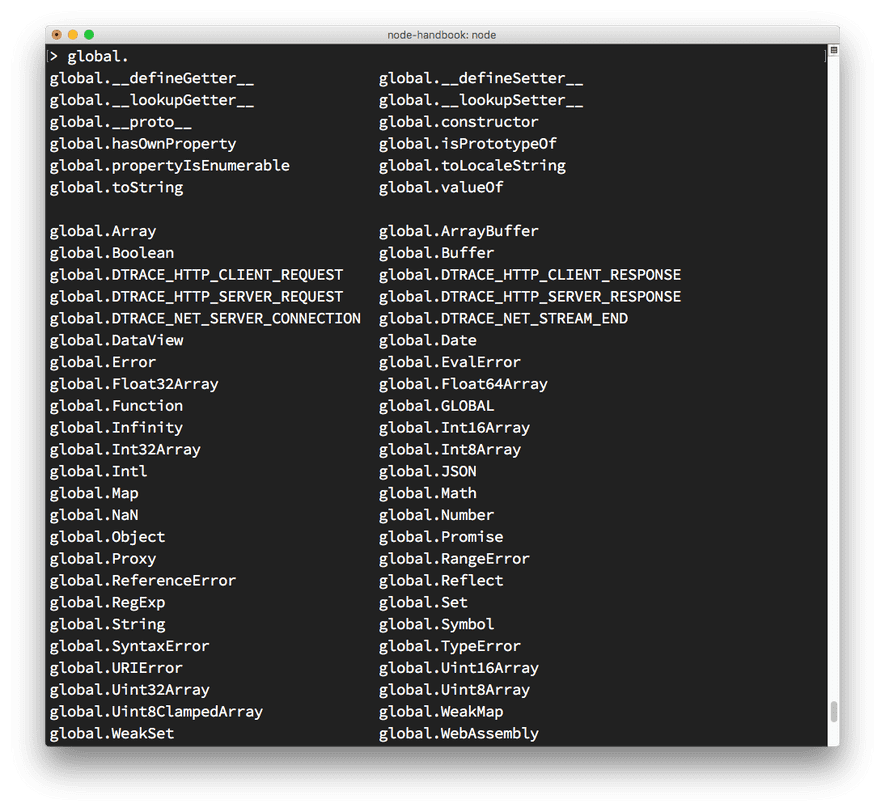 node-handbook: node
> global.
global.__defineGetter__ global.__defineSetter__
global.__lookupGetter__ global.__lookupSetter__
global.__proto__ global.constructor
global.hasOwnProperty global.isPrototypeOf
global.propertyIsEnumerable global.toLocaleString
global.toString global.valueOf
global.Array global.ArrayBuffer
global.Boolean global.Buffer
global.DTRACE_HTTP_CLIENT_REQUEST global.DTRACE_HTTP_CLIENT_RESPONSE
global.DTRACE_HTTP_SERVER_REQUEST global.DTRACE_HTTP_SERVER_RESPONSE
global.DTRACE_NET_SERVER_CONNECTION global.DTRACE_NET_STREAM_END
global.DataView global.Date
global.Error global.EvalError
global.Float32Array global.Float64Array
global.Function global.GLOBAL
global.Infinity global.Int16Array
global.Int32Array global.Int8Array
global.Intl global.JSON
global.Map global.Math
global.NaN global.Number
global.Object global.Promise
global.Proxy global.RangeError
global.ReferenceError global.Reflect
global.RegExp global.Set
global.String global.Symbol
global.SyntaxError global.TypeError
global.URIError global.Uint16Array
global.Uint32Array global.Uint8Array
global.Uint8ClampedArray global.WeakMap
global.WeakSet global.WebAssembly